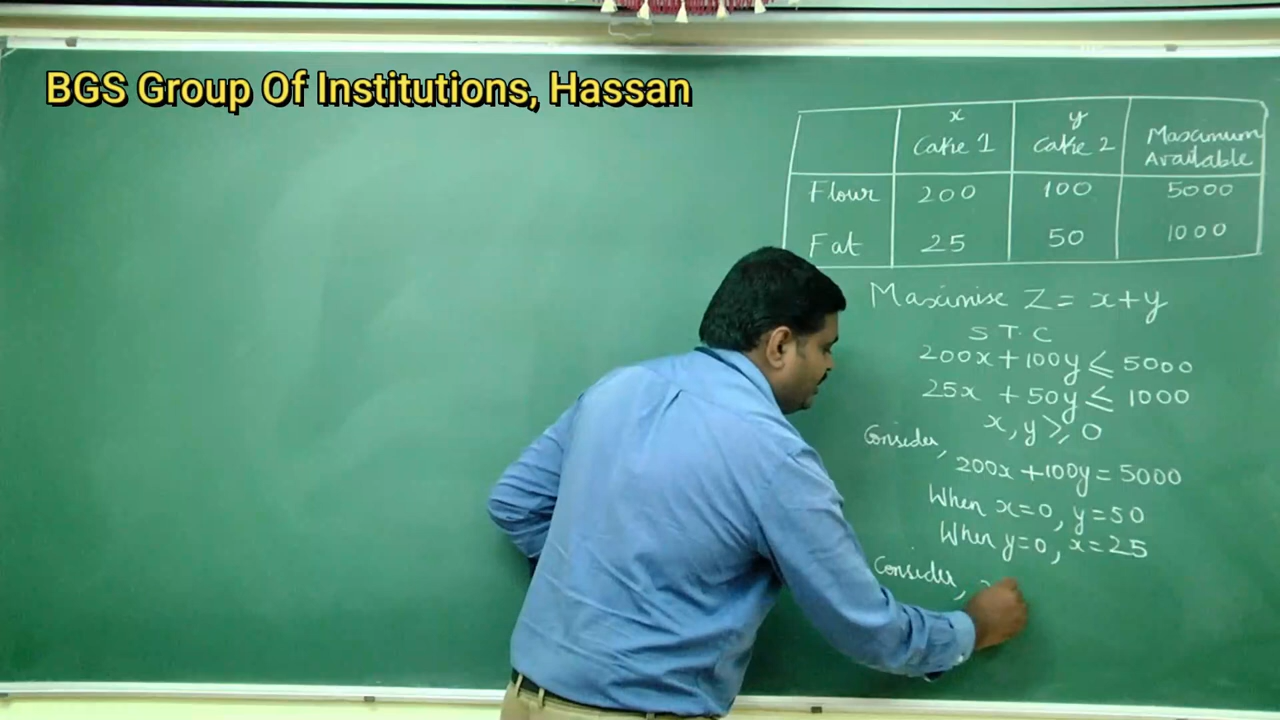 BGS Group Of Institutions, Hassan
x y
Cake 1 Cake 2 Maximum Available
Flour 200 100 5000
Fat 25 50 1000
Maximise Z = x+y
S T. C
200x+100y ≤ 5000
25x +50y ≤ 1000
x, y ≥ 0
Consider,
200x+100y = 5000
When x=0, y=50
When y=0, x=25
Consider,